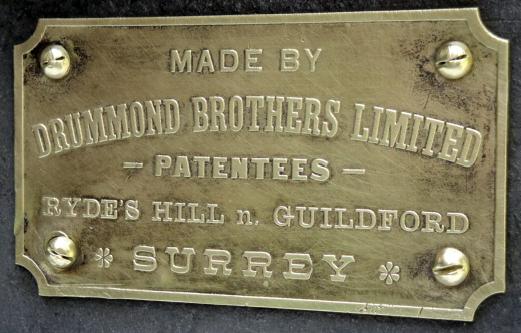 MADE BY
DRUMMOND BROTHERS LIMITED
– PATENTEES –
RYDE'S HILL n. GUILDFORD
* SURREY *